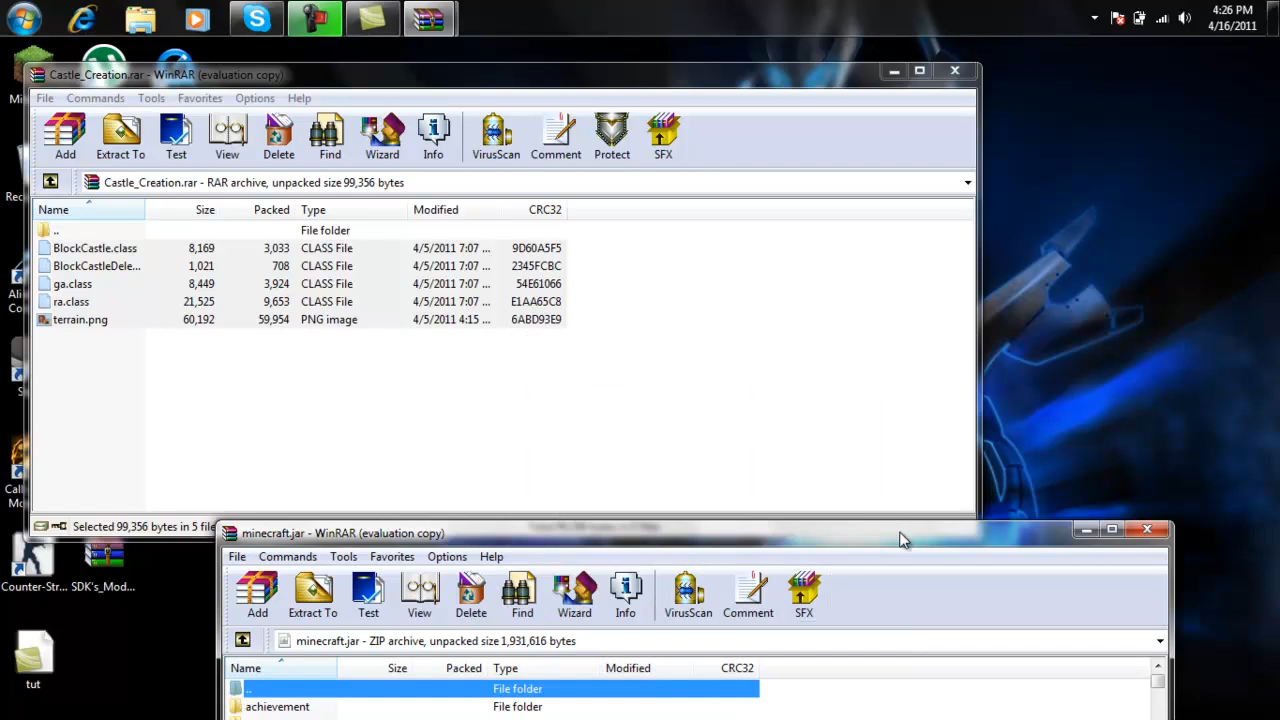 4:26 PM
4/16/2011
Castle_Creation.rar - WinRAR (evaluation copy)
File Commands Tools Favorites Options Help
Add Extract To Test View Delete Find Wizard Info VirusScan Comment Protect SFX
Castle_Creation.rar - RAR archive, unpacked size 99,356 bytes
Name Size Packed Type Modified CRC32
.. File folder
BlockCastle.class 8,169 3,033 CLASS File 4/5/2011 7:07 ... 9D60A5F5
BlockCastleDele... 1,021 708 CLASS File 4/5/2011 7:07 ... 2345FCBC
ga.class 8,449 3,924 CLASS File 4/5/2011 7:07 ... 54E61066
ra.class 21,525 9,653 CLASS File 4/5/2011 7:07 ... E1AA65C8
terrain.png 60,192 59,954 PNG image 4/5/2011 4:15 ... 6ABD93E9
Selected 99,356 bytes in 5 file
minecraft.jar - WinRAR (evaluation copy)
File Commands Tools Favorites Options Help
Add Extract To Test View Delete Find Wizard Info VirusScan Comment SFX
minecraft.jar - ZIP archive, unpacked size 1,931,616 bytes
Name Size Packed Type Modified CRC32
.. File folder
achievement File folder
Mi
Rec
Ali
Co
S
Call
Mo
Counter-Str... SDK's_Mod...
tut